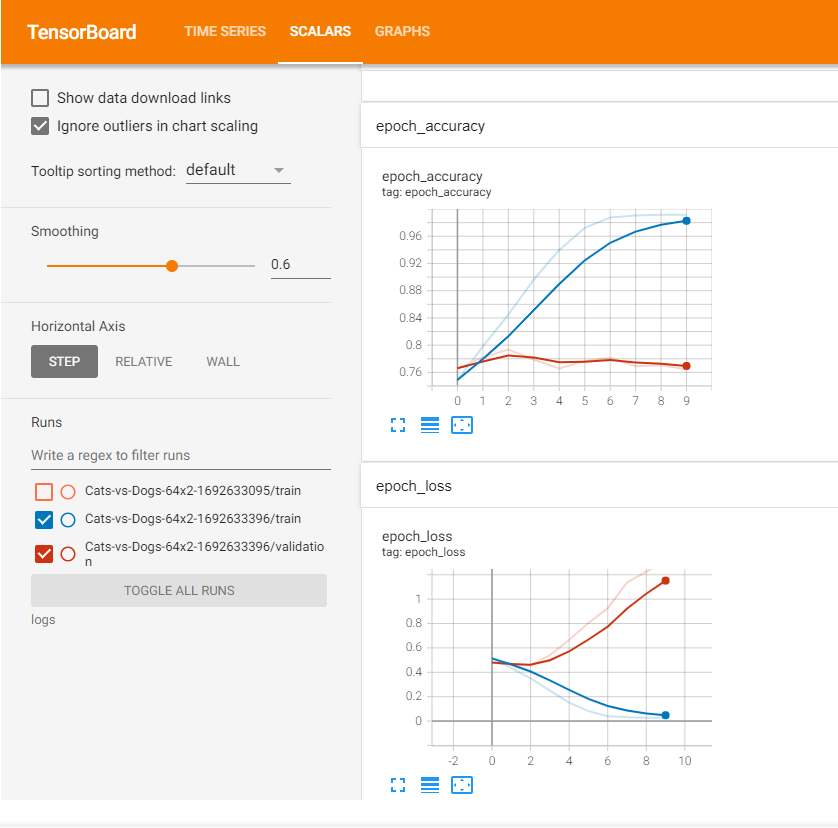 TensorBoard TIME SERIES SCALARS GRAPHS
Show data download links
Ignore outliers in chart scaling
Tooltip sorting method: default
Smoothing
0.6
Horizontal Axis
STEP RELATIVE WALL
Runs
Write a regex to filter runs
Cats-vs-Dogs-64x2-1692633095/train
Cats-vs-Dogs-64x2-1692633396/train
Cats-vs-Dogs-64x2-1692633396/validatio
n
TOGGLE ALL RUNS
logs
epoch_accuracy
epoch_accuracy
tag: epoch_accuracy
0.96
0.92
0.88
0.84
0.8
0.76
0 1 2 3 4 5 6 7 8 9
epoch_loss
epoch_loss
tag: epoch_loss
1
0.8
0.6
0.4
0.2
0
-2 0 2 4 6 8 10